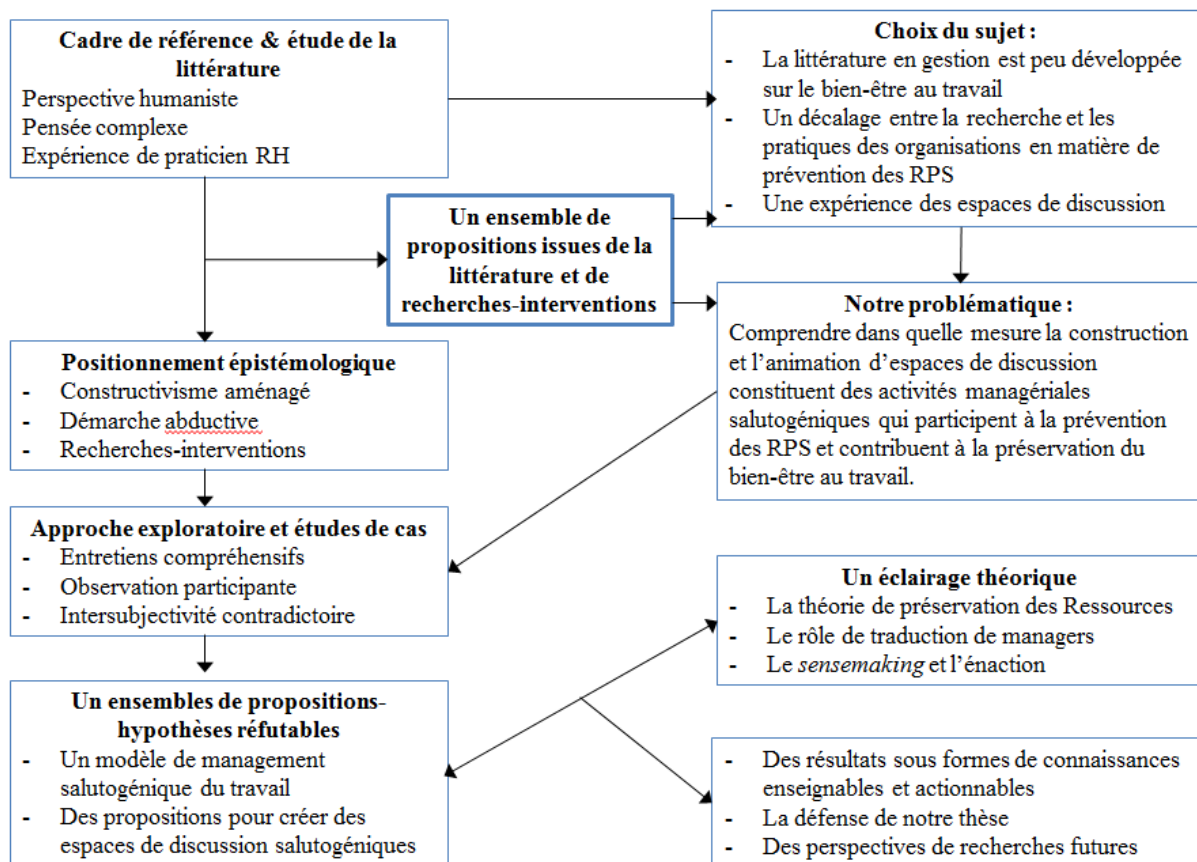 Cadre de référence & étude de la
littérature
Perspective humaniste
Pensée complexe
Expérience de praticien RH
Choix du sujet :
- La littérature en gestion est peu développée
sur le bien-être au travail
- Un décalage entre la recherche et les
pratiques des organisations en matière de
prévention des RPS
- Une expérience des espaces de discussion
Un ensemble de
propositions issues de la
littérature et de
recherches-interventions
Notre problématique :
Comprendre dans quelle mesure la construction
et l’animation d’espaces de discussion
constituent des activités managériales
salutogéniques qui participent à la prévention
des RPS et contribuent à la préservation du
bien-être au travail.
Positionnement épistémologique
- Constructivisme aménagé
- Démarche abductive
- Recherches-interventions
Approche exploratoire et études de cas
- Entretiens compréhensifs
- Observation participante
- Intersubjectivité contradictoire
Un éclairage théorique
- La théorie de préservation des Ressources
- Le rôle de traduction de managers
- Le sensemaking et l’énaction
Un ensembles de propositions-
hypothèses réfutables
- Un modèle de management
salutogénique du travail
- Des propositions pour créer des
espaces de discussion salutogéniques
- Des résultats sous formes de connaissances
enseignables et actionnables
- La défense de notre thèse
- Des perspectives de recherches futures